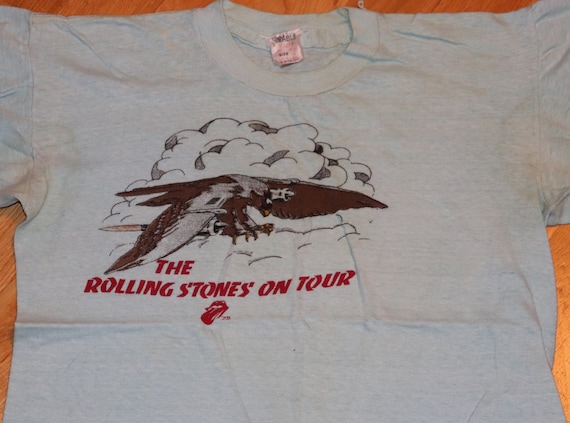 THE
ROLLING STONES ON TOUR